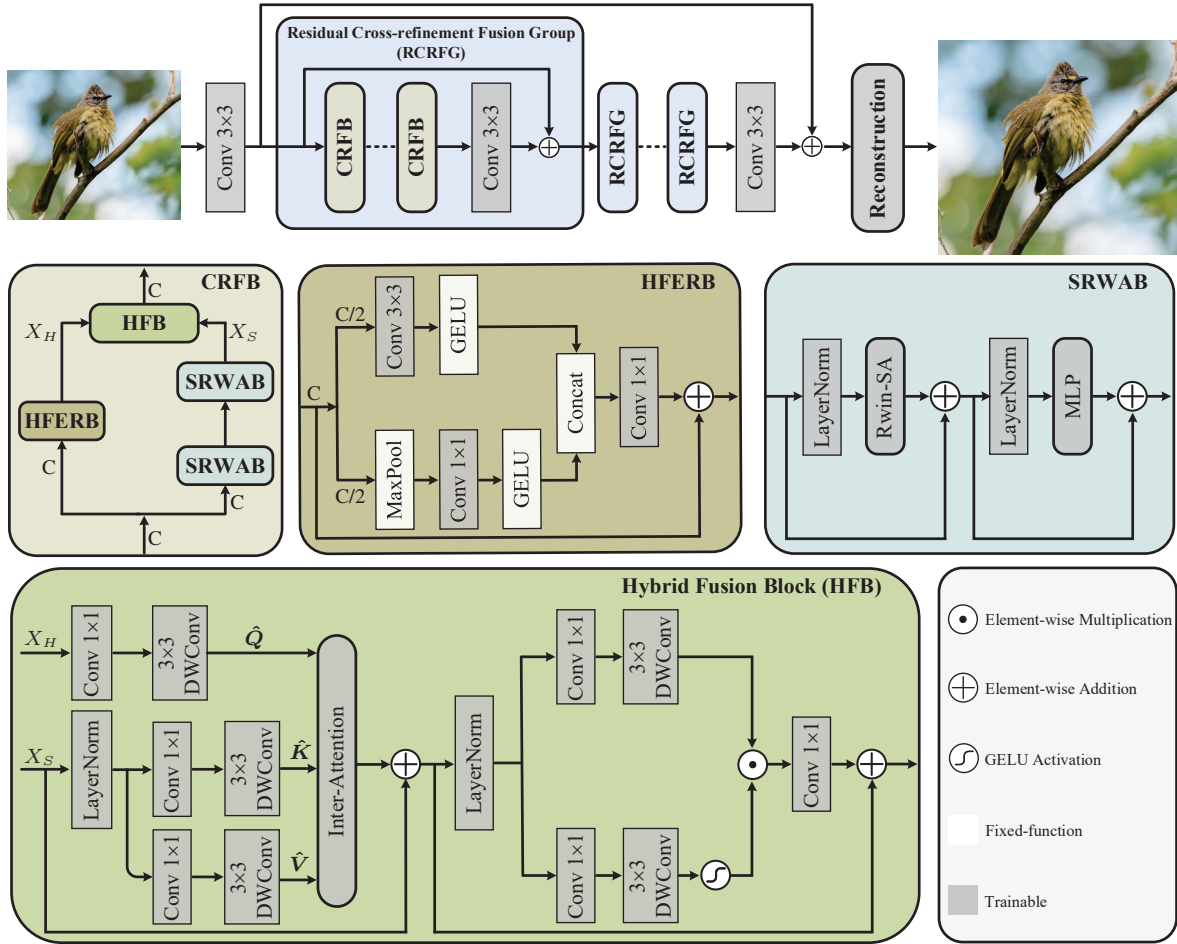 Residual Cross-refinement Fusion Group
(RCRFG)
Conv 3×3
CRFB
CRFB
Conv 3×3
RCRFG
RCRFG
Conv 3×3
Reconstruction
CRFB
C
HFB
X_H
X_S
SRWAB
HFERB
SRWAB
C
C
C
HFERB
C/2
Conv 3×3
GELU
C
Concat
Conv 1×1
C/2
MaxPool
Conv 1×1
GELU
SRWAB
LayerNorm
Rwin-SA
LayerNorm
MLP
Hybrid Fusion Block (HFB)
X_H
Conv 1×1
3×3
DWConv
Q̂
X_S
LayerNorm
Conv 1×1
3×3
DWConv
K̂
Conv 1×1
3×3
DWConv
V̂
Inter-Attention
LayerNorm
Conv 1×1
3×3
DWConv
Conv 1×1
3×3
DWConv
Conv 1×1
Element-wise Multiplication
Element-wise Addition
GELU Activation
Fixed-function
Trainable